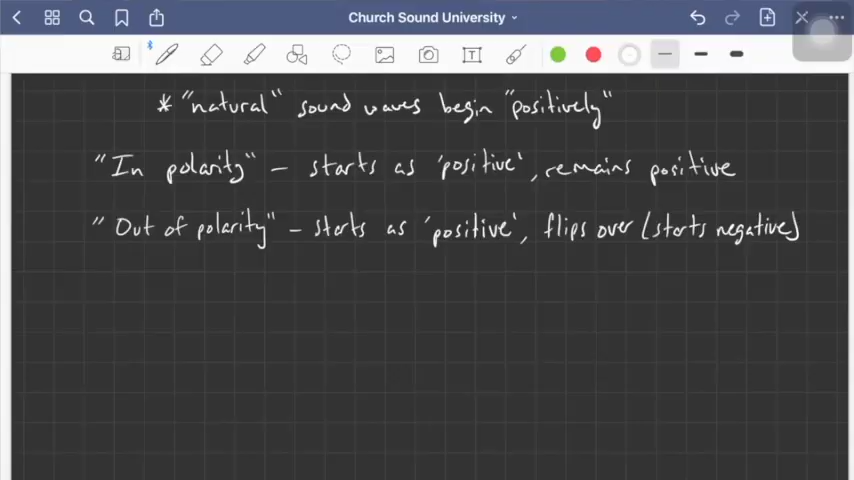 Church Sound University
* "natural" sound waves begin "positively"
"In polarity" - starts as 'positive', remains positive
"Out of polarity" - starts as 'positive', flips over (starts negative)